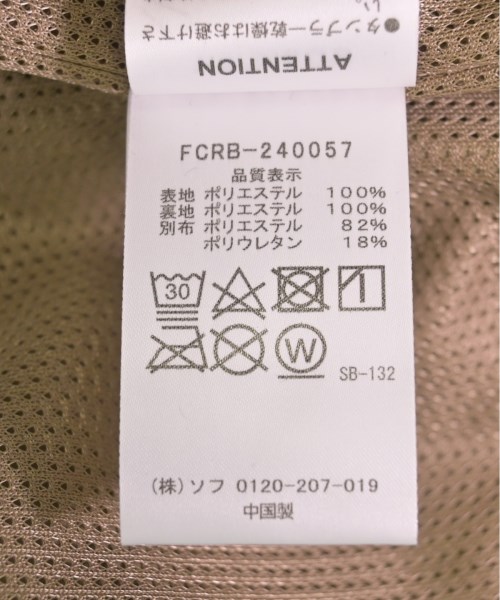 い。
●タンブラー乾燥はお避け下さ
ATTENTION
FCRB-240057
品質表示
表地 ポリエステル 100%
裏地 ポリエステル 100%
別布 ポリエステル 82%
ポリウレタン 18%
30
W
SB-132
(株)ソフ 0120-207-019
中国製